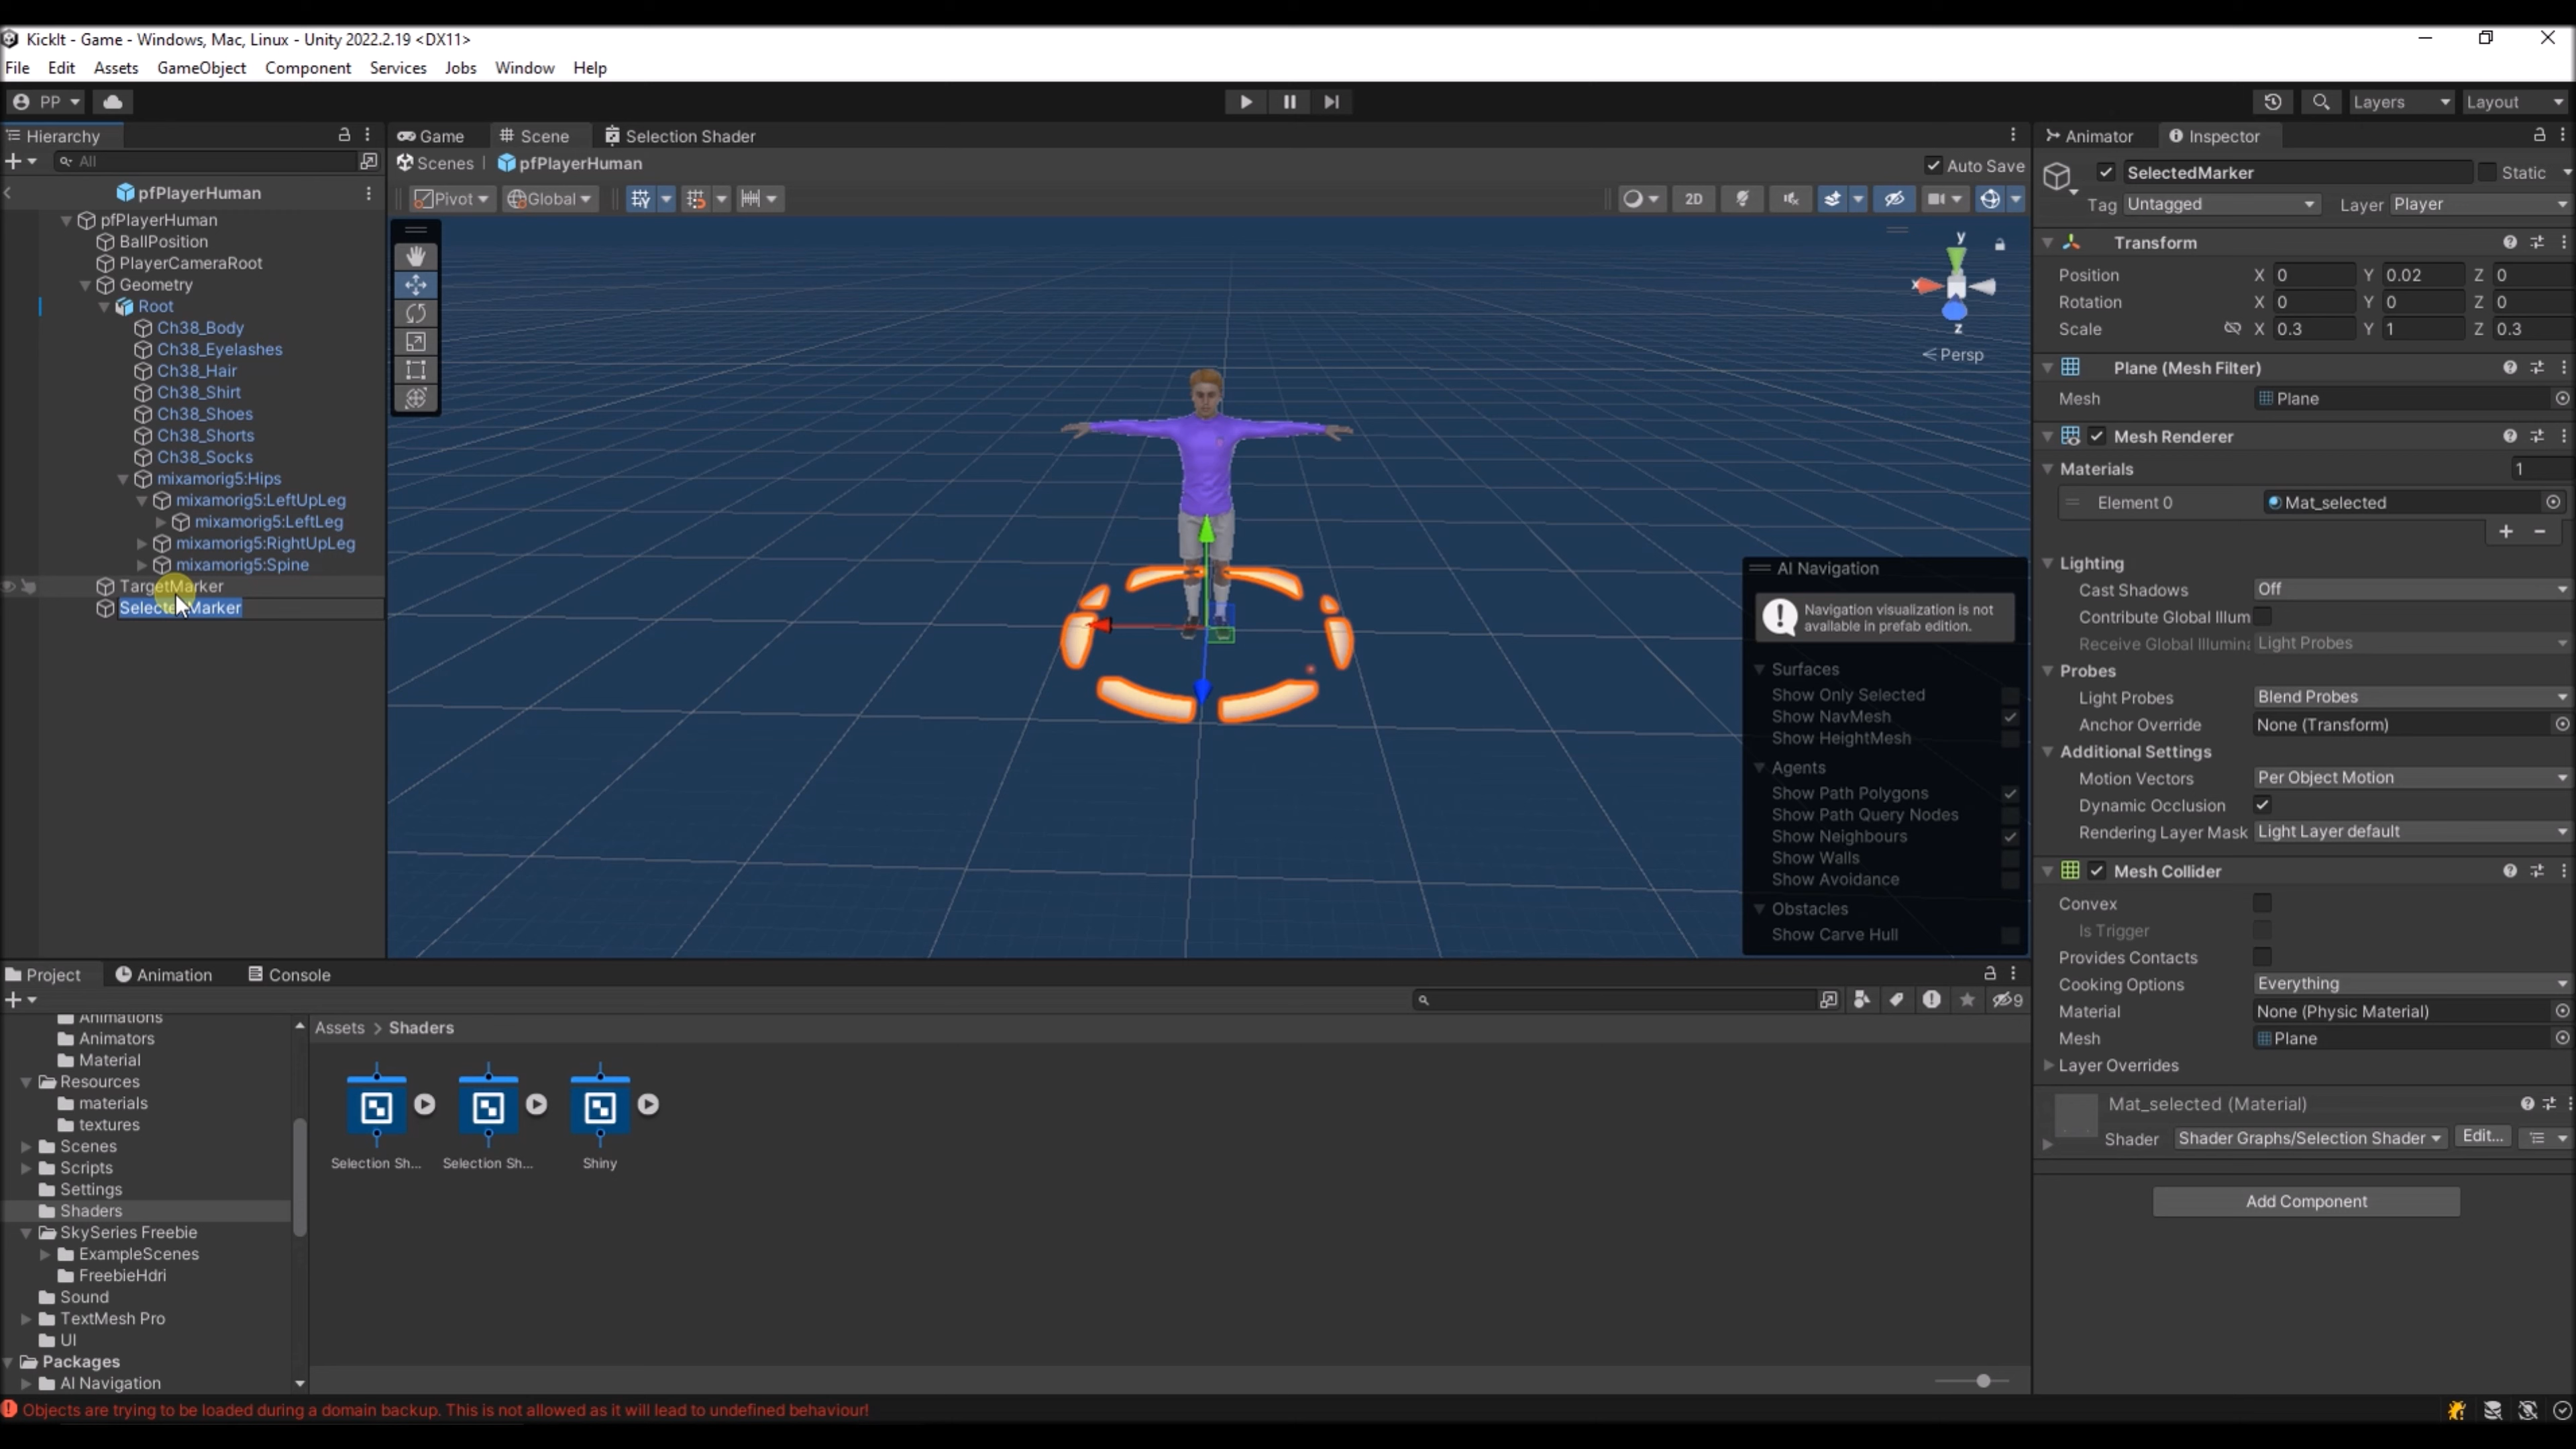 KickIt - Game - Windows, Mac, Linux - Unity 2022.2.19 <DX11>
File Edit Assets GameObject Component Services Jobs Window Help
PP Layers Layout
Hierarchy
All
pfPlayerHuman
pfPlayerHuman
BallPosition
PlayerCameraRoot
Geometry
Root
Ch38_Body
Ch38_Eyelashes
Ch38_Hair
Ch38_Shirt
Ch38_Shoes
Ch38_Shorts
Ch38_Socks
mixamorig5:Hips
mixamorig5:LeftUpLeg
mixamorig5:LeftLeg
mixamorig5:RightUpLeg
mixamorig5:Spine
TargetMarker
SelectedMarker
Game Scene Selection Shader
Scenes | pfPlayerHuman Auto Save
Pivot Global 2D
y
x
z
Persp
AI Navigation
Navigation visualization is not
available in prefab edition.
Surfaces
Show Only Selected
Show NavMesh
Show HeightMesh
Agents
Show Path Polygons
Show Path Query Nodes
Show Neighbours
Show Walls
Show Avoidance
Obstacles
Show Carve Hull
Animator Inspector
SelectedMarker Static
Tag Untagged Layer Player
Transform
Position X 0 Y 0.02 Z 0
Rotation X 0 Y 0 Z 0
Scale X 0.3 Y 1 Z 0.3
Plane (Mesh Filter)
Mesh Plane
Mesh Renderer
Materials 1
Element 0 Mat_selected
Lighting
Cast Shadows Off
Contribute Global Illum
Receive Global Illumina Light Probes
Probes
Light Probes Blend Probes
Anchor Override None (Transform)
Additional Settings
Motion Vectors Per Object Motion
Dynamic Occlusion
Rendering Layer Mask Light Layer default
Mesh Collider
Convex
Is Trigger
Provides Contacts
Cooking Options Everything
Material None (Physic Material)
Mesh Plane
Layer Overrides
Mat_selected (Material)
Shader Shader Graphs/Selection Shader Edit...
Add Component
Project Animation Console
9
Animations
Animators
Material
Resources
materials
textures
Scenes
Scripts
Settings
Shaders
SkySeries Freebie
ExampleScenes
FreebieHdri
Sound
TextMesh Pro
UI
Packages
AI Navigation
Assets > Shaders
Selection Sh... Selection Sh... Shiny
Objects are trying to be loaded during a domain backup. This is not allowed as it will lead to undefined behaviour!